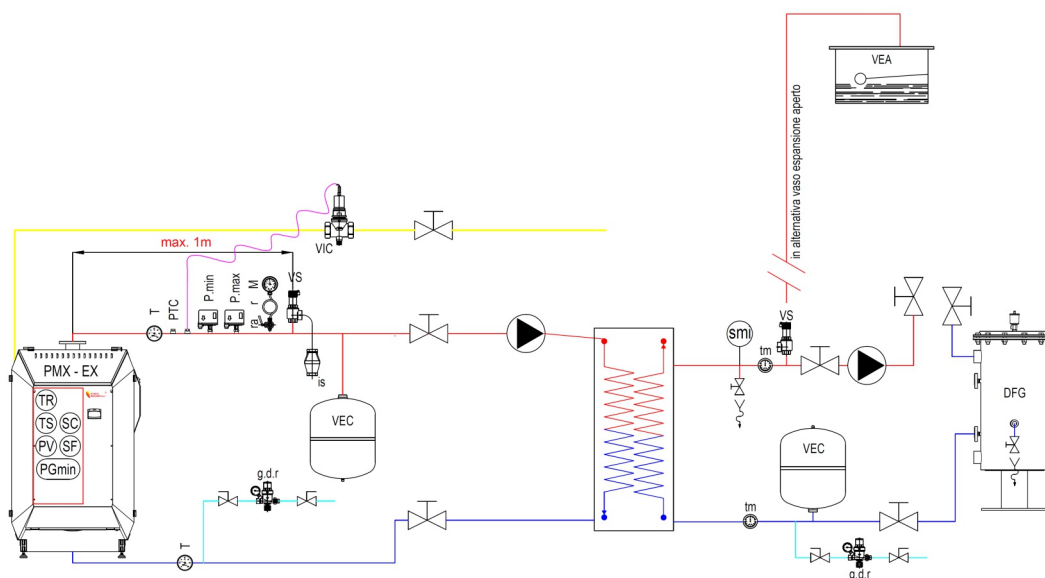 VEA
in alternativa vaso espansione aperto
max. 1m
VIC
T
PTC
P.min
P.max
M
r
ra
VS
is
VEC
PMX - EX
TR
TS
SC
PV
SF
PGmin
g.d.r
T
smi
tm
VS
DFG
VEC
tm
g.d.r